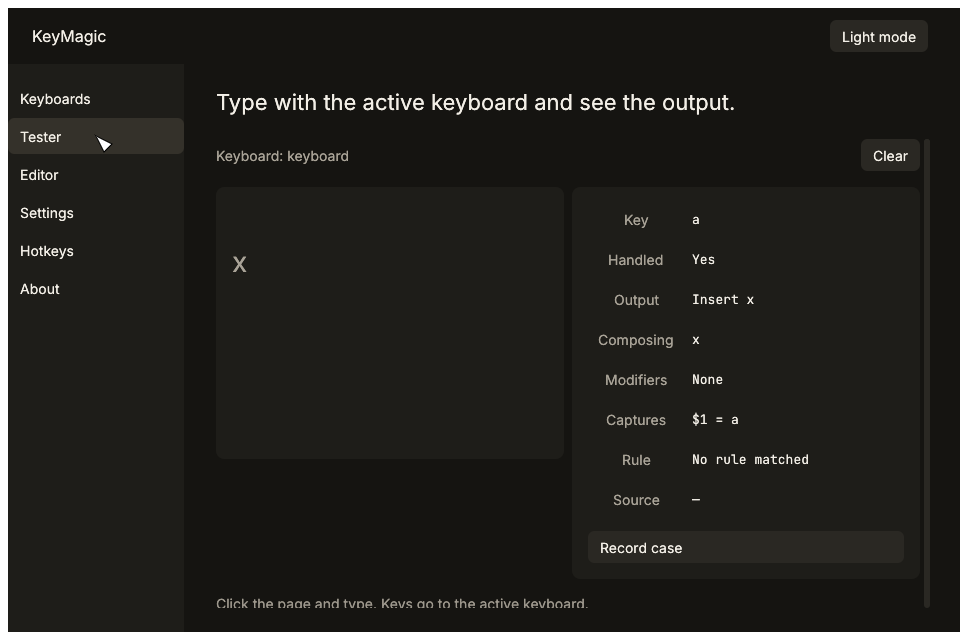 KeyMagic
Light mode
Keyboards
Tester
Editor
Settings
Hotkeys
About
Type with the active keyboard and see the output.
Keyboard: keyboard
Clear
x
Key a
Handled Yes
Output Insert x
Composing x
Modifiers None
Captures $1 = a
Rule No rule matched
Source —
Record case
Click the page and type. Keys go to the active keyboard.